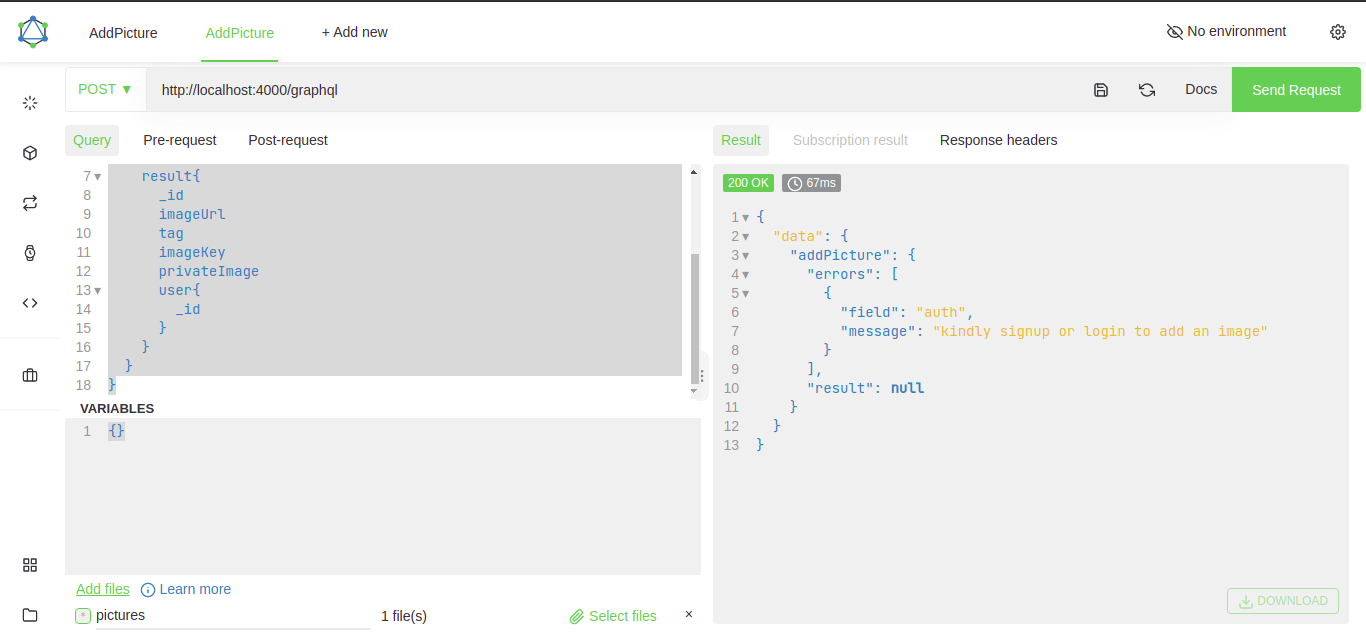 AddPicture AddPicture + Add new No environment
POST ▼ http://localhost:4000/graphql Docs Send Request
Query Pre-request Post-request
7 result{
8 _id
9 imageUrl
10 tag
11 imageKey
12 privateImage
13 user{
14 _id
15 }
16 }
17 }
18 }
VARIABLES
1 {}
Add files Learn more
pictures 1 file(s) Select files ×
Result Subscription result Response headers
200 OK 67ms
1 {
2 "data": {
3 "addPicture": {
4 "errors": [
5 {
6 "field": "auth",
7 "message": "kindly signup or login to add an image"
8 }
9 ],
10 "result": null
11 }
12 }
13 }
DOWNLOAD